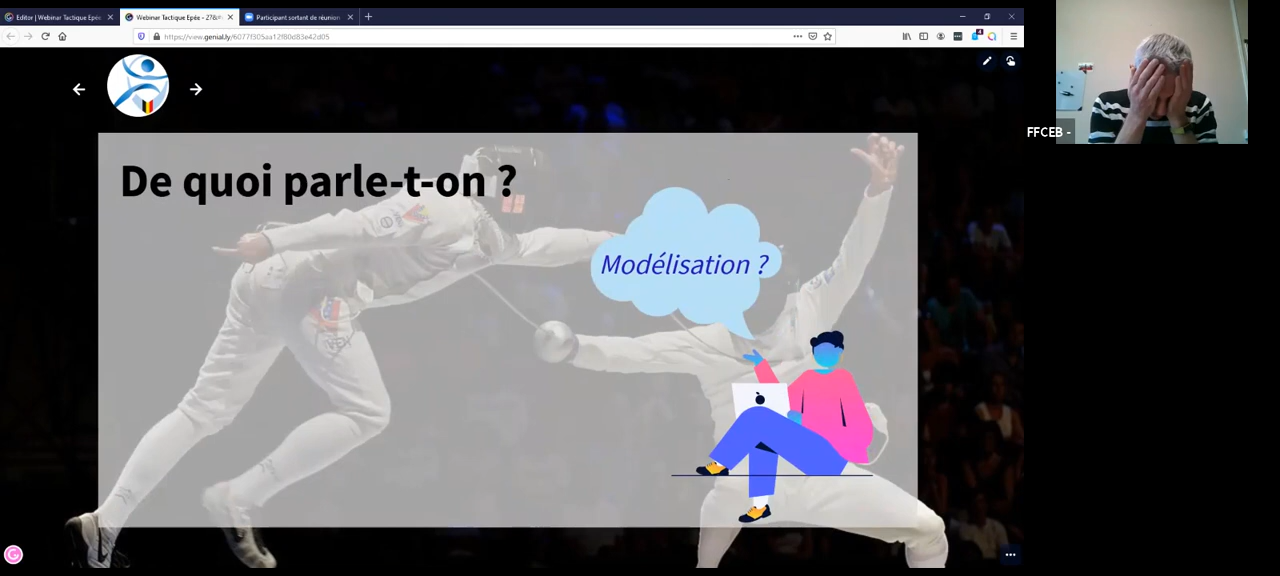 Editor | Webinar Tactique Epée
Webinar Tactique Epée - 27&
Participant sortant de réunion
https://view.genial.ly/6077f305aa12f80d83e42d05
FFCEB -
De quoi parle-t-on ?
Modélisation ?